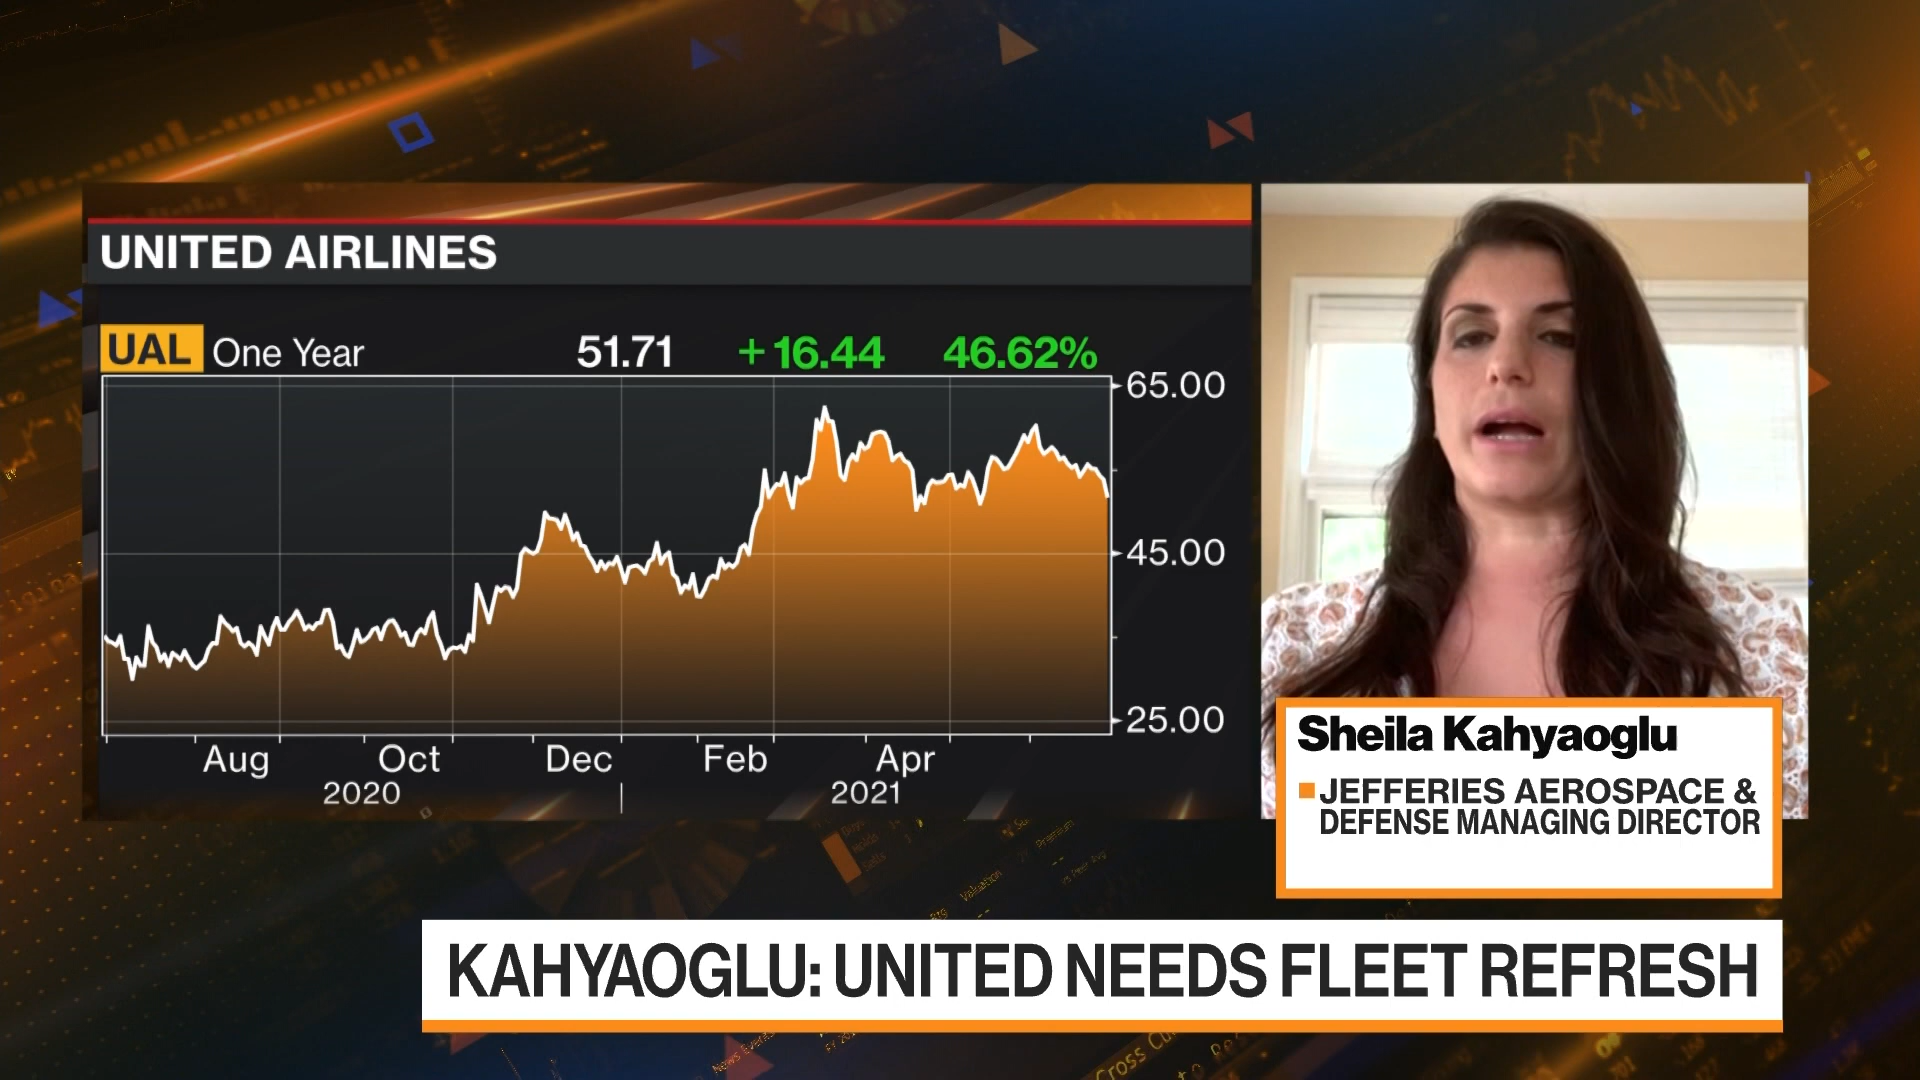 UNITED AIRLINES
UAL One Year 51.71 +16.44 46.62%
65.00
45.00
25.00
Aug Oct Dec Feb Apr
2020 2021
Sheila Kahyaoglu
JEFFERIES AEROSPACE &
DEFENSE MANAGING DIRECTOR
KAHYAOGLU: UNITED NEEDS FLEET REFRESH